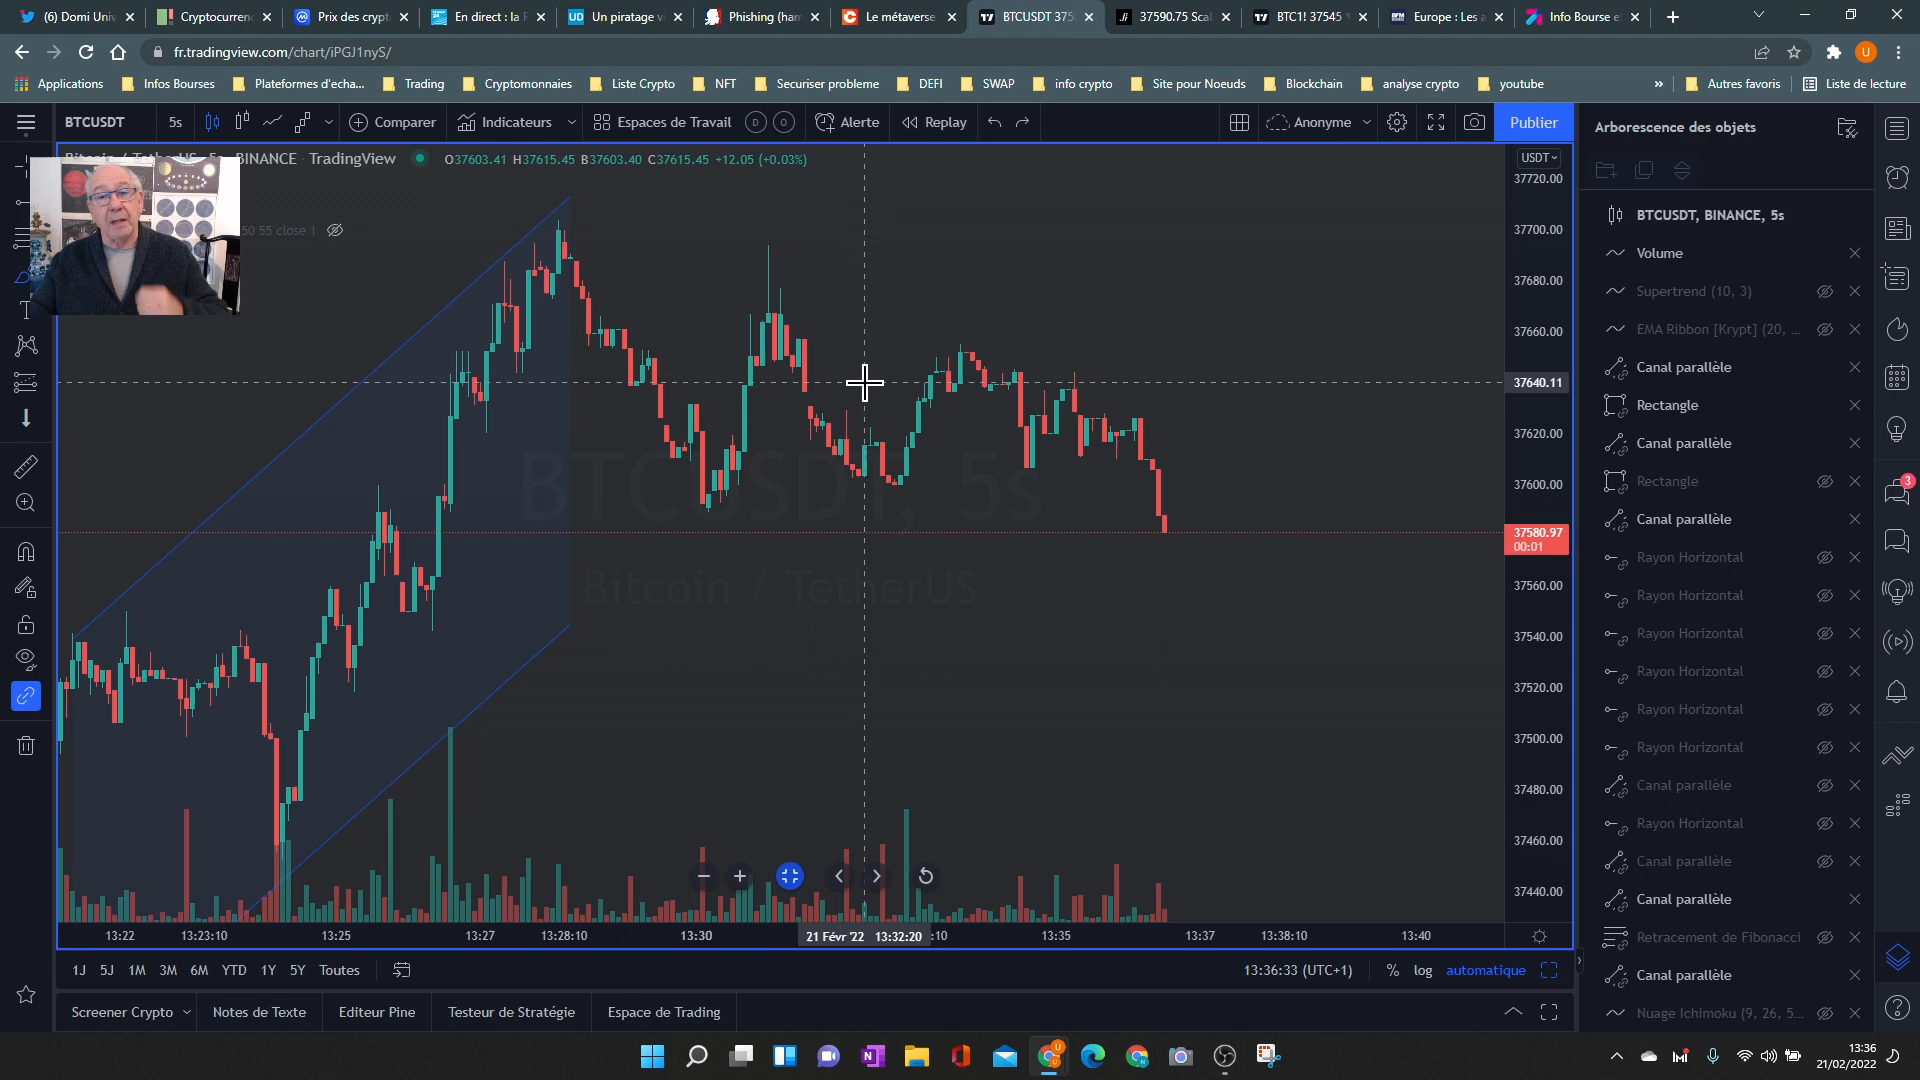 (6) Domi Univ
Cryptocurrenc
Prix des crypt
En direct : la F
Un piratage v
Phishing (ham
Le métaverse
BTCUSDT 375
37590.75 Scal
BTC1! 37545
Europe : Les a
Info Bourse e
fr.tradingview.com/chart/iPGJ1nyS/
Applications
Infos Bourses
Plateformes d'echa...
Trading
Cryptomonnaies
Liste Crypto
NFT
Securiser probleme
DEFI
SWAP
info crypto
Site pour Noeuds
Blockchain
analyse crypto
youtube
»
Autres favoris
Liste de lecture
BTCUSDT
5s
Comparer
Indicateurs
Espaces de Travail
D
O
Alerte
Replay
Anonyme
Publier
Arborescence des objets
BINANCE TradingView
O37603.41 H37615.45 B37603.40 C37615.45 +12.05 (+0.03%)
50 55 close 1
USDT
37720.00
37700.00
37680.00
37660.00
37640.11
37620.00
37600.00
37580.97
00:01
37560.00
37540.00
37520.00
37500.00
37480.00
37460.00
37440.00
BTCUSDT, 5s
Bitcoin / TetherUS
13:22
13:23:10
13:25
13:27
13:28:10
13:30
21 Févr '22 13:32:20
:10
13:35
13:37
13:38:10
13:40
BTCUSDT, BINANCE, 5s
Volume
Supertrend (10, 3)
EMA Ribbon [Krypt] (20, ...
Canal parallèle
Rectangle
Canal parallèle
Rectangle
Canal parallèle
Rayon Horizontal
Rayon Horizontal
Rayon Horizontal
Rayon Horizontal
Rayon Horizontal
Rayon Horizontal
Canal parallèle
Rayon Horizontal
Canal parallèle
Canal parallèle
Retracement de Fibonacci
Canal parallèle
Nuage Ichimoku (9, 26, 5...
3
1J 5J 1M 3M 6M YTD 1Y 5Y Toutes
13:36:33 (UTC+1)
%
log
automatique
Screener Crypto
Notes de Texte
Editeur Pine
Testeur de Stratégie
Espace de Trading
13:36
21/02/2022